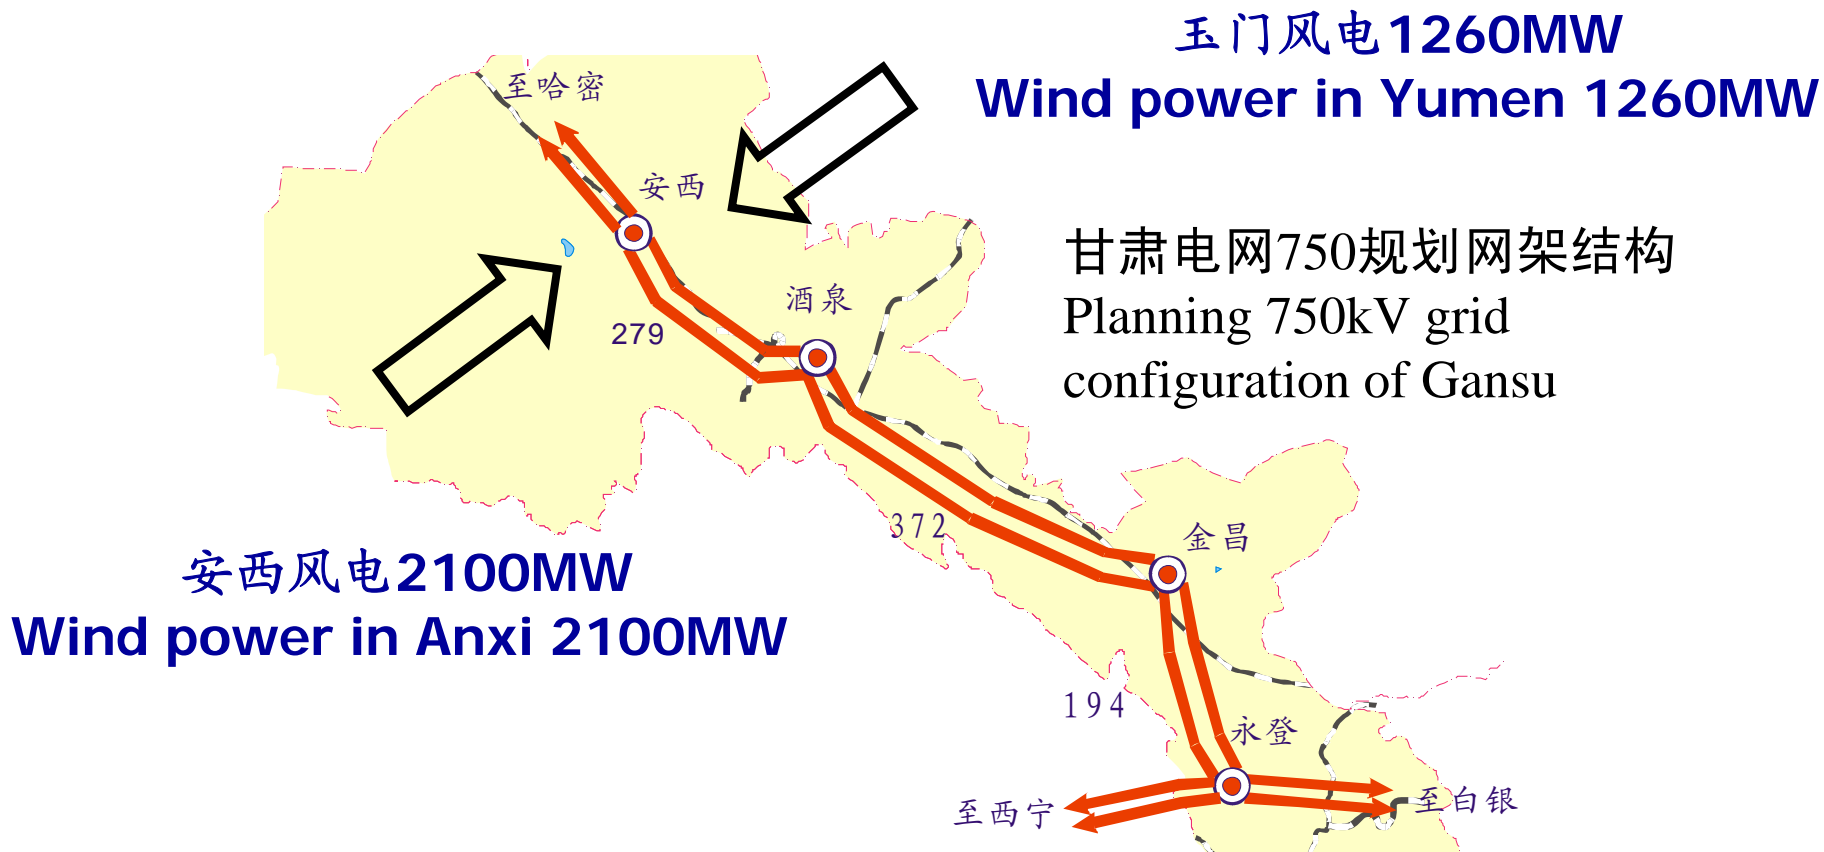 玉门风电1260MW
Wind power in Yumen 1260MW
至哈密
安西
甘肃电网750规划网架结构
Planning 750kV grid
configuration of Gansu
酒泉
279
372
金昌
安西风电2100MW
Wind power in Anxi 2100MW
194
永登
至西宁
至白银